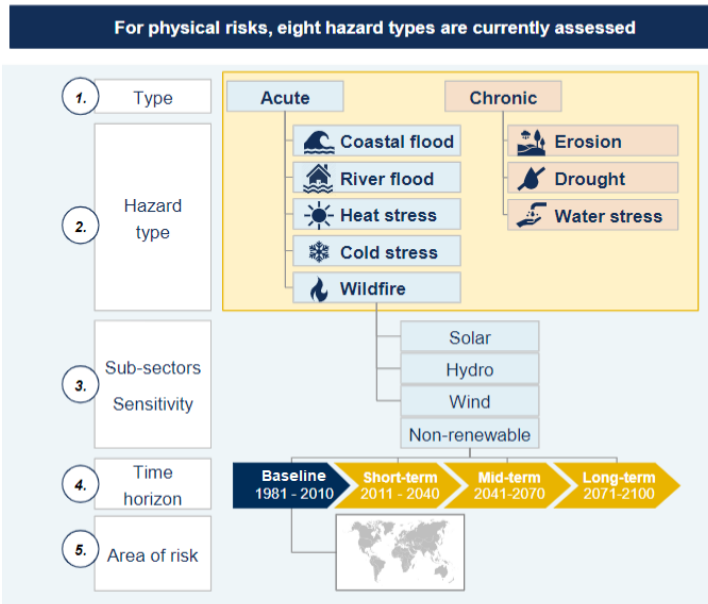 For physical risks, eight hazard types are currently assessed
1.
Type
Acute
Chronic
2.
Hazard
type
Coastal flood
River flood
Heat stress
Cold stress
Wildfire
Erosion
Drought
Water stress
3.
Sub-sectors
Sensitivity
Solar
Hydro
Wind
Non-renewable
4.
Time
horizon
Baseline
1981 - 2010
Short-term
2011 - 2040
Mid-term
2041-2070
Long-term
2071-2100
5.
Area of risk